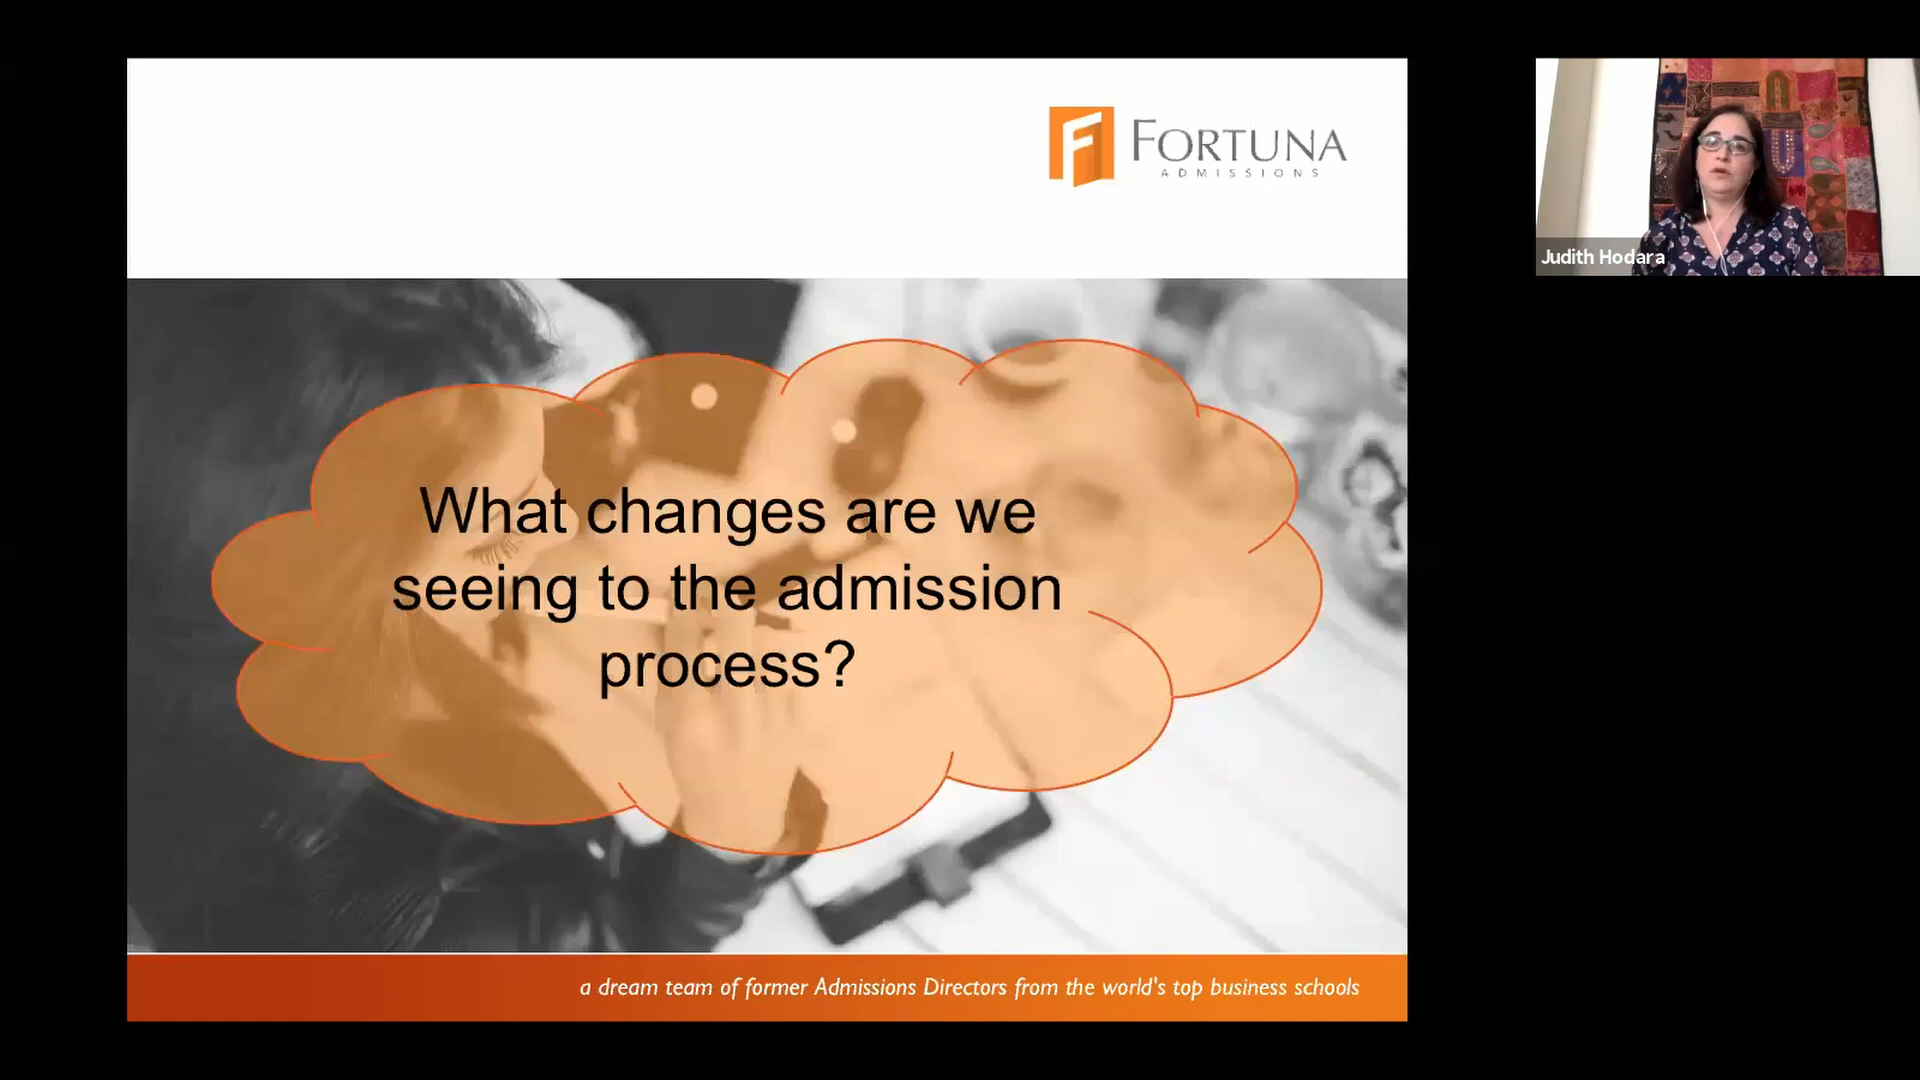 FORTUNA
ADMISSIONS
Judith Hodara
What changes are we
seeing to the admission
process?
a dream team of former Admissions Directors from the world's top business schools